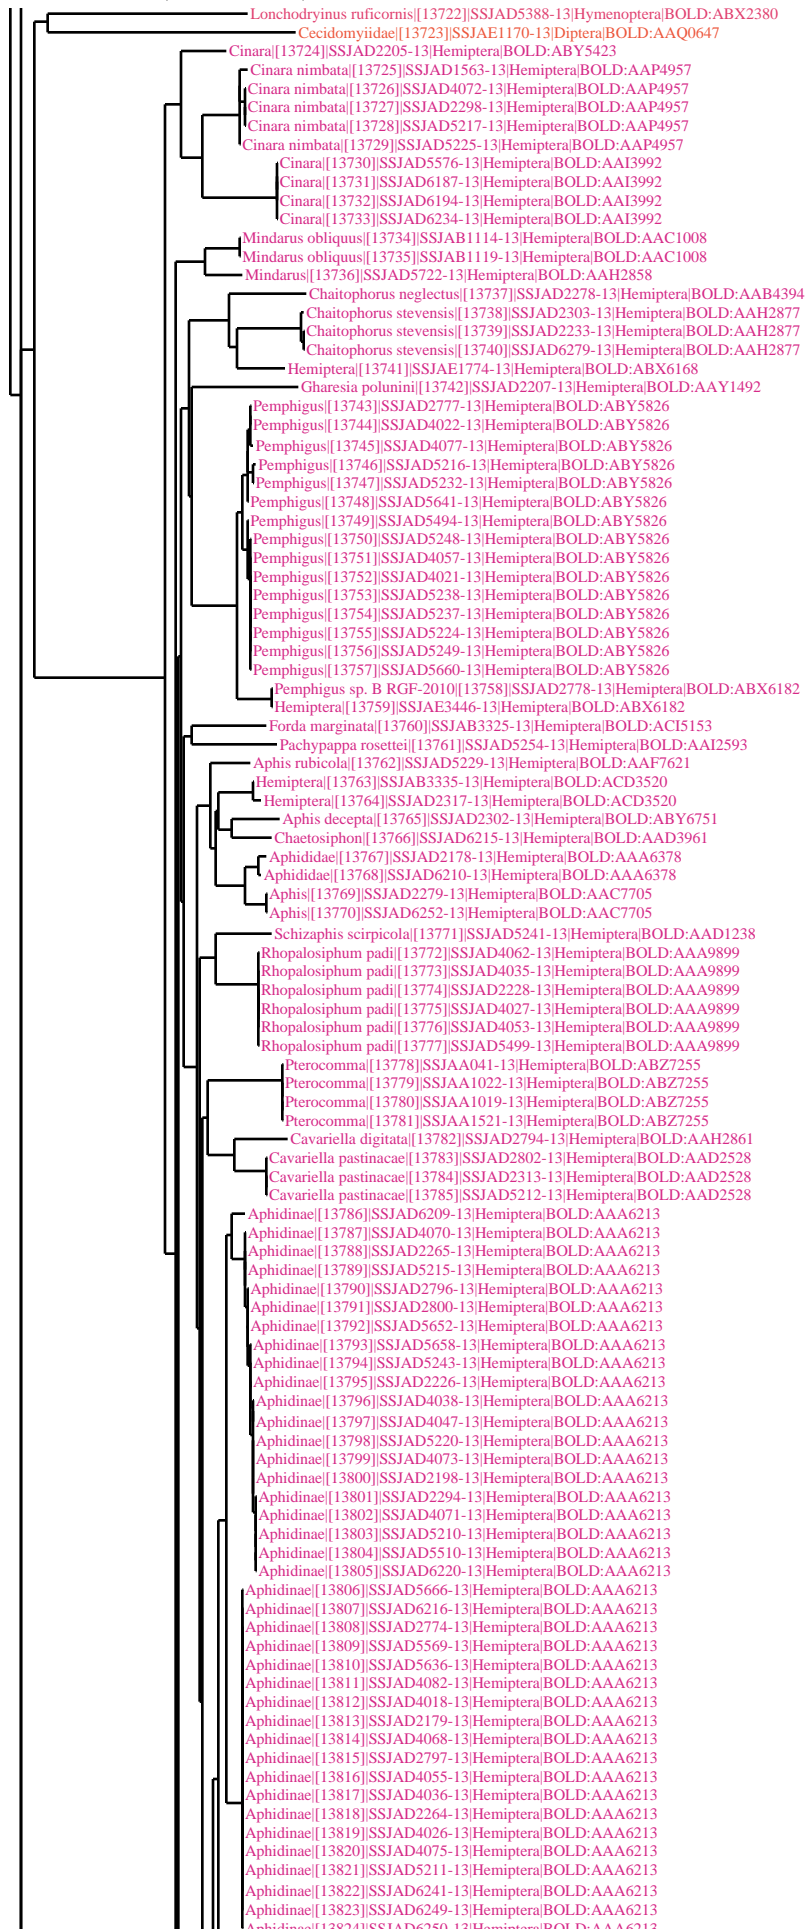 Lonchodryinus ruficornis|[13722]|SSJAD5388-13|Hymenoptera|BOLD:ABX2380
Cecidomyiidae|[13723]|SSJAE1170-13|Diptera|BOLD:AAQ0647
Cinara|[13724]|SSJAD2205-13|Hemiptera|BOLD:ABY5423
Cinara nimbata|[13725]|SSJAD1563-13|Hemiptera|BOLD:AAP4957
Cinara nimbata|[13726]|SSJAD4072-13|Hemiptera|BOLD:AAP4957
Cinara nimbata|[13727]|SSJAD2298-13|Hemiptera|BOLD:AAP4957
Cinara nimbata|[13728]|SSJAD5217-13|Hemiptera|BOLD:AAP4957
Cinara nimbata|[13729]|SSJAD5225-13|Hemiptera|BOLD:AAP4957
Cinara|[13730]|SSJAD5576-13|Hemiptera|BOLD:AAI3992
Cinara|[13731]|SSJAD6187-13|Hemiptera|BOLD:AAI3992
Cinara|[13732]|SSJAD6194-13|Hemiptera|BOLD:AAI3992
Cinara|[13733]|SSJAD6234-13|Hemiptera|BOLD:AAI3992
Mindarus obliquus|[13734]|SSJAB1114-13|Hemiptera|BOLD:AAC1008
Mindarus obliquus|[13735]|SSJAB1119-13|Hemiptera|BOLD:AAC1008
Mindarus|[13736]|SSJAD5722-13|Hemiptera|BOLD:AAH2858
Chaitophorus neglectus|[13737]|SSJAD2278-13|Hemiptera|BOLD:AAB4394
Chaitophorus stevensis|[13738]|SSJAD2303-13|Hemiptera|BOLD:AAH2877
Chaitophorus stevensis|[13739]|SSJAD2233-13|Hemiptera|BOLD:AAH2877
Chaitophorus stevensis|[13740]|SSJAD6279-13|Hemiptera|BOLD:AAH2877
Hemiptera|[13741]|SSJAE1774-13|Hemiptera|BOLD:ABX6168
Gharesia polunini|[13742]|SSJAD2207-13|Hemiptera|BOLD:AAY1492
Pemphigus|[13743]|SSJAD2777-13|Hemiptera|BOLD:ABY5826
Pemphigus|[13744]|SSJAD4022-13|Hemiptera|BOLD:ABY5826
Pemphigus|[13745]|SSJAD4077-13|Hemiptera|BOLD:ABY5826
Pemphigus|[13746]|SSJAD5216-13|Hemiptera|BOLD:ABY5826
Pemphigus|[13747]|SSJAD5232-13|Hemiptera|BOLD:ABY5826
Pemphigus|[13748]|SSJAD5641-13|Hemiptera|BOLD:ABY5826
Pemphigus|[13749]|SSJAD5494-13|Hemiptera|BOLD:ABY5826
Pemphigus|[13750]|SSJAD5248-13|Hemiptera|BOLD:ABY5826
Pemphigus|[13751]|SSJAD4057-13|Hemiptera|BOLD:ABY5826
Pemphigus|[13752]|SSJAD4021-13|Hemiptera|BOLD:ABY5826
Pemphigus|[13753]|SSJAD5238-13|Hemiptera|BOLD:ABY5826
Pemphigus|[13754]|SSJAD5237-13|Hemiptera|BOLD:ABY5826
Pemphigus|[13755]|SSJAD5224-13|Hemiptera|BOLD:ABY5826
Pemphigus|[13756]|SSJAD5249-13|Hemiptera|BOLD:ABY5826
Pemphigus|[13757]|SSJAD5660-13|Hemiptera|BOLD:ABY5826
Pemphigus sp. B RGF-2010|[13758]|SSJAD2778-13|Hemiptera|BOLD:ABX6182
Hemiptera|[13759]|SSJAE3446-13|Hemiptera|BOLD:ABX6182
Forda marginata|[13760]|SSJAB3325-13|Hemiptera|BOLD:ACI5153
Pachypappa rosettei|[13761]|SSJAD5254-13|Hemiptera|BOLD:AAI2593
Aphis rubicola|[13762]|SSJAD5229-13|Hemiptera|BOLD:AAF7621
Hemiptera|[13763]|SSJAB3335-13|Hemiptera|BOLD:ACD3520
Hemiptera|[13764]|SSJAD2317-13|Hemiptera|BOLD:ACD3520
Aphis decepta|[13765]|SSJAD2302-13|Hemiptera|BOLD:ABY6751
Chaetosiphon|[13766]|SSJAD6215-13|Hemiptera|BOLD:AAD3961
Aphididae|[13767]|SSJAD2178-13|Hemiptera|BOLD:AAA6378
Aphididae|[13768]|SSJAD6210-13|Hemiptera|BOLD:AAA6378
Aphis|[13769]|SSJAD2279-13|Hemiptera|BOLD:AAC7705
Aphis|[13770]|SSJAD6252-13|Hemiptera|BOLD:AAC7705
Schizaphis scirpicola|[13771]|SSJAD5241-13|Hemiptera|BOLD:AAD1238
Rhopalosiphum padi|[13772]|SSJAD4062-13|Hemiptera|BOLD:AAA9899
Rhopalosiphum padi|[13773]|SSJAD4035-13|Hemiptera|BOLD:AAA9899
Rhopalosiphum padi|[13774]|SSJAD2228-13|Hemiptera|BOLD:AAA9899
Rhopalosiphum padi|[13775]|SSJAD4027-13|Hemiptera|BOLD:AAA9899
Rhopalosiphum padi|[13776]|SSJAD4053-13|Hemiptera|BOLD:AAA9899
Rhopalosiphum padi|[13777]|SSJAD5499-13|Hemiptera|BOLD:AAA9899
Pterocomma|[13778]|SSJAA041-13|Hemiptera|BOLD:ABZ7255
Pterocomma|[13779]|SSJAA1022-13|Hemiptera|BOLD:ABZ7255
Pterocomma|[13780]|SSJAA1019-13|Hemiptera|BOLD:ABZ7255
Pterocomma|[13781]|SSJAA1521-13|Hemiptera|BOLD:ABZ7255
Cavariella digitata|[13782]|SSJAD2794-13|Hemiptera|BOLD:AAH2861
Cavariella pastinacae|[13783]|SSJAD2802-13|Hemiptera|BOLD:AAD2528
Cavariella pastinacae|[13784]|SSJAD2313-13|Hemiptera|BOLD:AAD2528
Cavariella pastinacae|[13785]|SSJAD5212-13|Hemiptera|BOLD:AAD2528
Aphidinae|[13786]|SSJAD6209-13|Hemiptera|BOLD:AAA6213
Aphidinae|[13787]|SSJAD4070-13|Hemiptera|BOLD:AAA6213
Aphidinae|[13788]|SSJAD2265-13|Hemiptera|BOLD:AAA6213
Aphidinae|[13789]|SSJAD5215-13|Hemiptera|BOLD:AAA6213
Aphidinae|[13790]|SSJAD2796-13|Hemiptera|BOLD:AAA6213
Aphidinae|[13791]|SSJAD2800-13|Hemiptera|BOLD:AAA6213
Aphidinae|[13792]|SSJAD5652-13|Hemiptera|BOLD:AAA6213
Aphidinae|[13793]|SSJAD5658-13|Hemiptera|BOLD:AAA6213
Aphidinae|[13794]|SSJAD5243-13|Hemiptera|BOLD:AAA6213
Aphidinae|[13795]|SSJAD2226-13|Hemiptera|BOLD:AAA6213
Aphidinae|[13796]|SSJAD4038-13|Hemiptera|BOLD:AAA6213
Aphidinae|[13797]|SSJAD4047-13|Hemiptera|BOLD:AAA6213
Aphidinae|[13798]|SSJAD5220-13|Hemiptera|BOLD:AAA6213
Aphidinae|[13799]|SSJAD4073-13|Hemiptera|BOLD:AAA6213
Aphidinae|[13800]|SSJAD2198-13|Hemiptera|BOLD:AAA6213
Aphidinae|[13801]|SSJAD2294-13|Hemiptera|BOLD:AAA6213
Aphidinae|[13802]|SSJAD4071-13|Hemiptera|BOLD:AAA6213
Aphidinae|[13803]|SSJAD5210-13|Hemiptera|BOLD:AAA6213
Aphidinae|[13804]|SSJAD5510-13|Hemiptera|BOLD:AAA6213
Aphidinae|[13805]|SSJAD6220-13|Hemiptera|BOLD:AAA6213
Aphidinae|[13806]|SSJAD5666-13|Hemiptera|BOLD:AAA6213
Aphidinae|[13807]|SSJAD6216-13|Hemiptera|BOLD:AAA6213
Aphidinae|[13808]|SSJAD2774-13|Hemiptera|BOLD:AAA6213
Aphidinae|[13809]|SSJAD5569-13|Hemiptera|BOLD:AAA6213
Aphidinae|[13810]|SSJAD5636-13|Hemiptera|BOLD:AAA6213
Aphidinae|[13811]|SSJAD4082-13|Hemiptera|BOLD:AAA6213
Aphidinae|[13812]|SSJAD4018-13|Hemiptera|BOLD:AAA6213
Aphidinae|[13813]|SSJAD2179-13|Hemiptera|BOLD:AAA6213
Aphidinae|[13814]|SSJAD4068-13|Hemiptera|BOLD:AAA6213
Aphidinae|[13815]|SSJAD2797-13|Hemiptera|BOLD:AAA6213
Aphidinae|[13816]|SSJAD4055-13|Hemiptera|BOLD:AAA6213
Aphidinae|[13817]|SSJAD4036-13|Hemiptera|BOLD:AAA6213
Aphidinae|[13818]|SSJAD2264-13|Hemiptera|BOLD:AAA6213
Aphidinae|[13819]|SSJAD4026-13|Hemiptera|BOLD:AAA6213
Aphidinae|[13820]|SSJAD4075-13|Hemiptera|BOLD:AAA6213
Aphidinae|[13821]|SSJAD5211-13|Hemiptera|BOLD:AAA6213
Aphidinae|[13822]|SSJAD6241-13|Hemiptera|BOLD:AAA6213
Aphidinae|[13823]|SSJAD6249-13|Hemiptera|BOLD:AAA6213
Aphidinae|[13824]|SSJAD6250-13|Hemiptera|BOLD:AAA6213